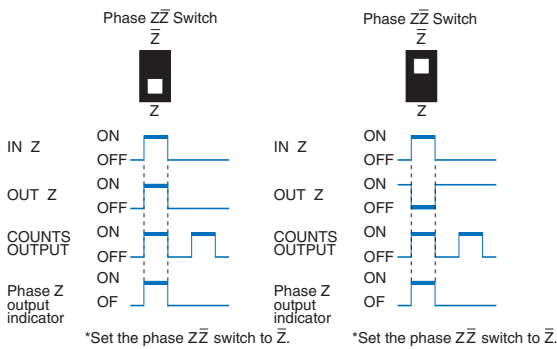 Phase ZZ̅ Switch
Z̅
Z
IN Z
ON
OFF
OUT Z
ON
OFF
COUNTS
OUTPUT
ON
OFF
Phase Z
output
indicator
ON
OF
*Set the phase ZZ̅ switch to Z̅.
Phase ZZ̅ Switch
Z̅
Z
IN Z
ON
OFF
OUT Z
ON
OFF
COUNTS
OUTPUT
ON
OFF
Phase Z
output
indicator
ON
OF
*Set the phase ZZ̅ switch to Z̅.